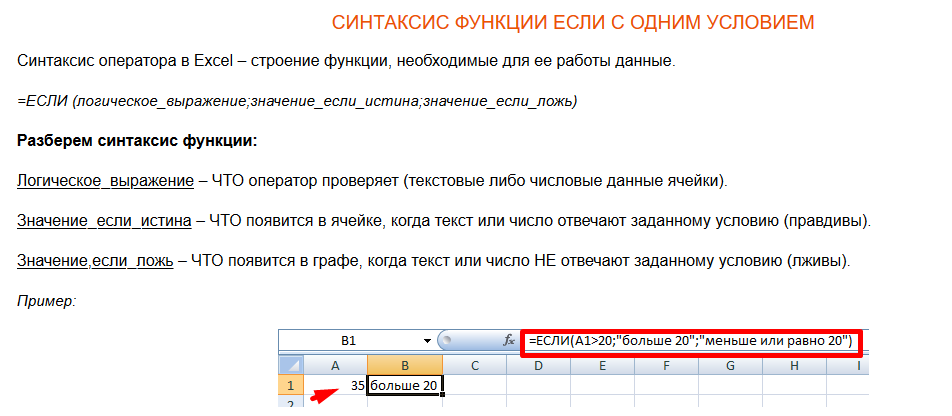 СИНТАКСИС ФУНКЦИИ ЕСЛИ С ОДНИМ УСЛОВИЕМ
Синтаксис оператора в Excel – строение функции, необходимые для ее работы данные.
=ЕСЛИ (логическое_выражение;значение_если_истина;значение_если_ложь)
Разберем синтаксис функции:
Логическое_выражение – ЧТО оператор проверяет (текстовые либо числовые данные ячейки).
Значение_если_истина – ЧТО появится в ячейке, когда текст или число отвечают заданному условию (правдивы).
Значение,если_ложь – ЧТО появится в графе, когда текст или число НЕ отвечают заданному условию (лживы).
Пример:
B1 fx =ЕСЛИ(A1>20;"больше 20";"меньше или равно 20")
A B C D E F G H I
1 35 больше 20
2